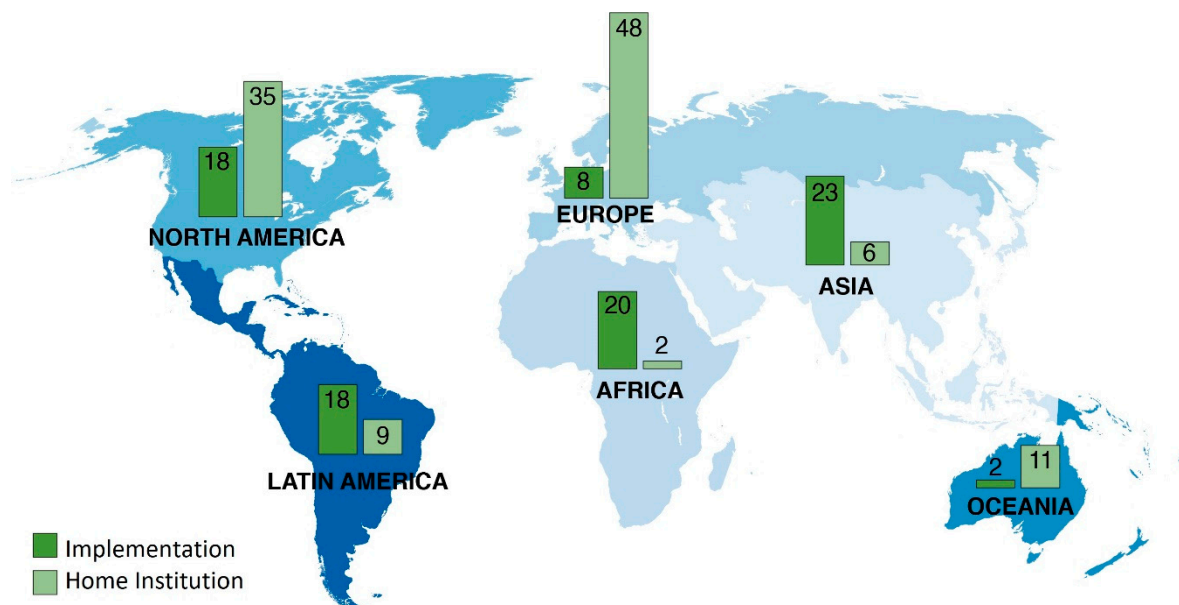 48
35
18
8
EUROPE
NORTH AMERICA
23
6
ASIA
20
2
AFRICA
18
9
LATIN AMERICA
2
11
OCEANIA
Implementation
Home Institution